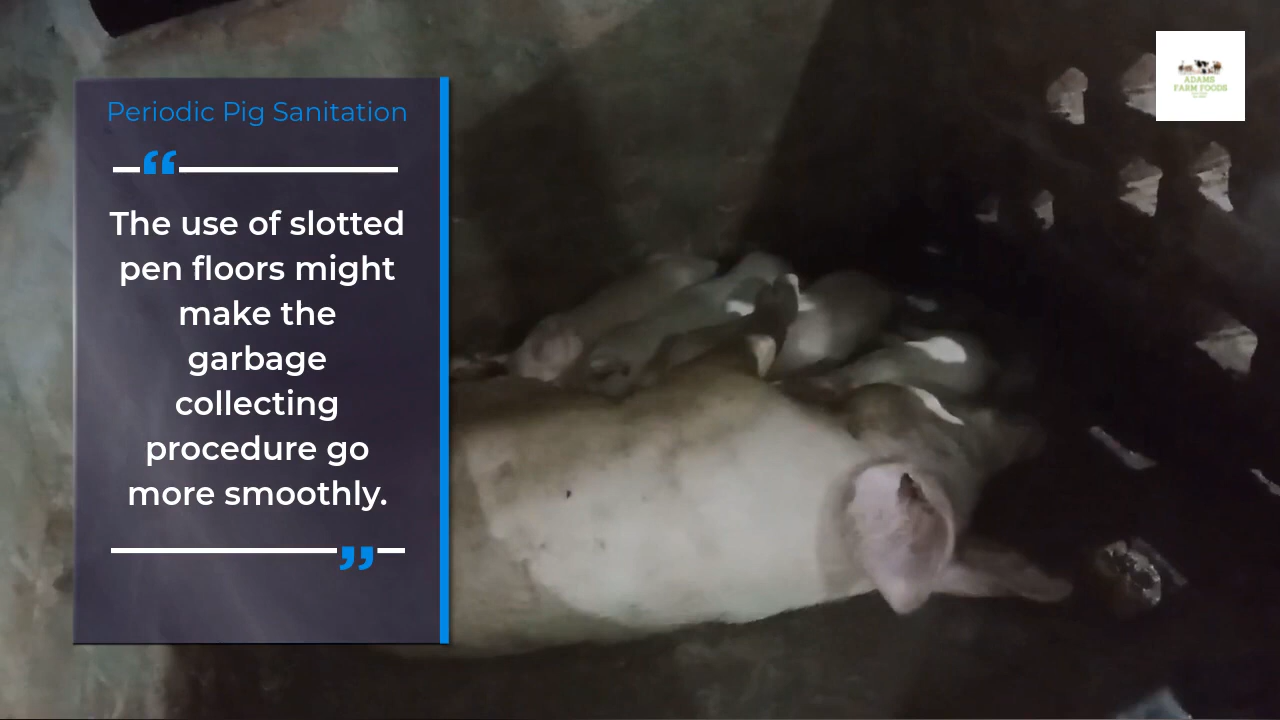 Periodic Pig Sanitation
“
The use of slotted
pen floors might
make the
garbage
collecting
procedure go
more smoothly.
”
ADAMS
FARM FOODS